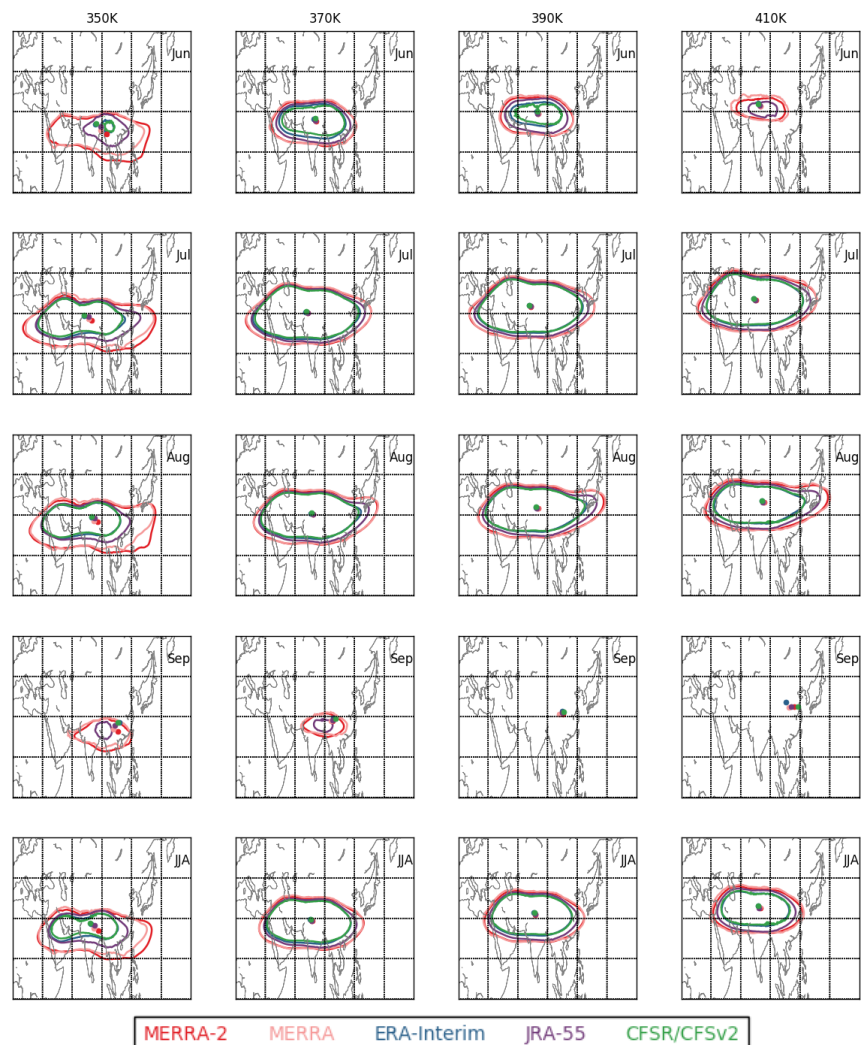 350K 370K 390K 410K
Jun Jun Jun Jun
Jul Jul Jul Jul
Aug Aug Aug Aug
Sep Sep Sep Sep
JJA JJA JJA JJA
MERRA-2 MERRA ERA-Interim JRA-55 CFSR/CFSv2